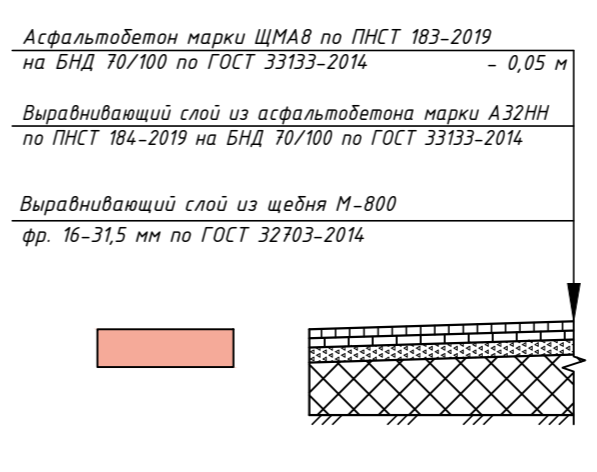 Асфальтобетон марки ЩМА8 по ПНСТ 183-2019
на БНД 70/100 по ГОСТ 33133-2014 - 0,05 м
Выравнивающий слой из асфальтобетона марки А32НН
по ПНСТ 184-2019 на БНД 70/100 по ГОСТ 33133-2014
Выравнивающий слой из щебня М-800
фр. 16-31,5 мм по ГОСТ 32703-2014